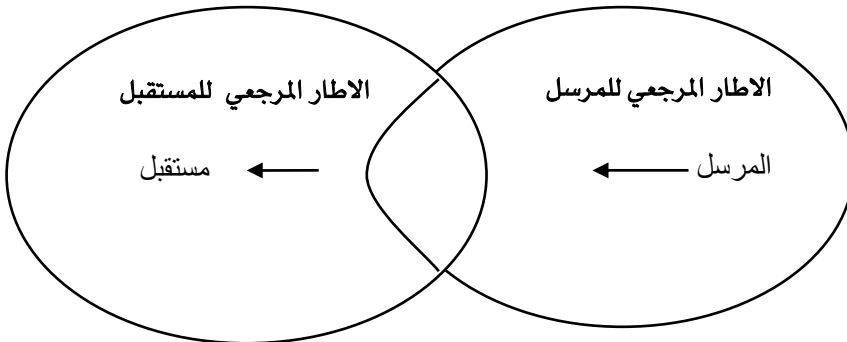 الاطار المرجعي للمرسل
المرسل
الاطار المرجعي للمستقبل
مستقبل